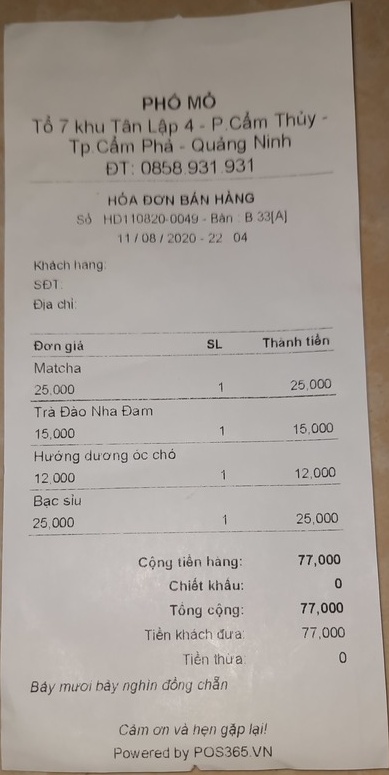 PHỐ MỎ
Tổ 7 khu Tân Lập 4 - P.Cẩm Thủy -
Tp.Cẩm Phả - Quảng Ninh
ĐT: 0858.931.931
HÓA ĐƠN BÁN HÀNG
Số : HD110820-0049 - Bàn : B 33[A]
11 / 08 / 2020 - 22 : 04
Khách hàng:
SĐT:
Địa chỉ:
Đơn giá SL Thành tiền
Matcha
25,000 1 25,000
Trà Đào Nha Đam
15,000 1 15,000
Hướng dương óc chó
12,000 1 12,000
Bạc sỉu
25,000 1 25,000
Cộng tiền hàng: 77,000
Chiết khấu: 0
Tổng cộng: 77,000
Tiền khách đưa: 77,000
Tiền thừa: 0
Bảy mươi bảy nghìn đồng chẵn
Cảm ơn và hẹn gặp lại!
Powered by POS365.VN